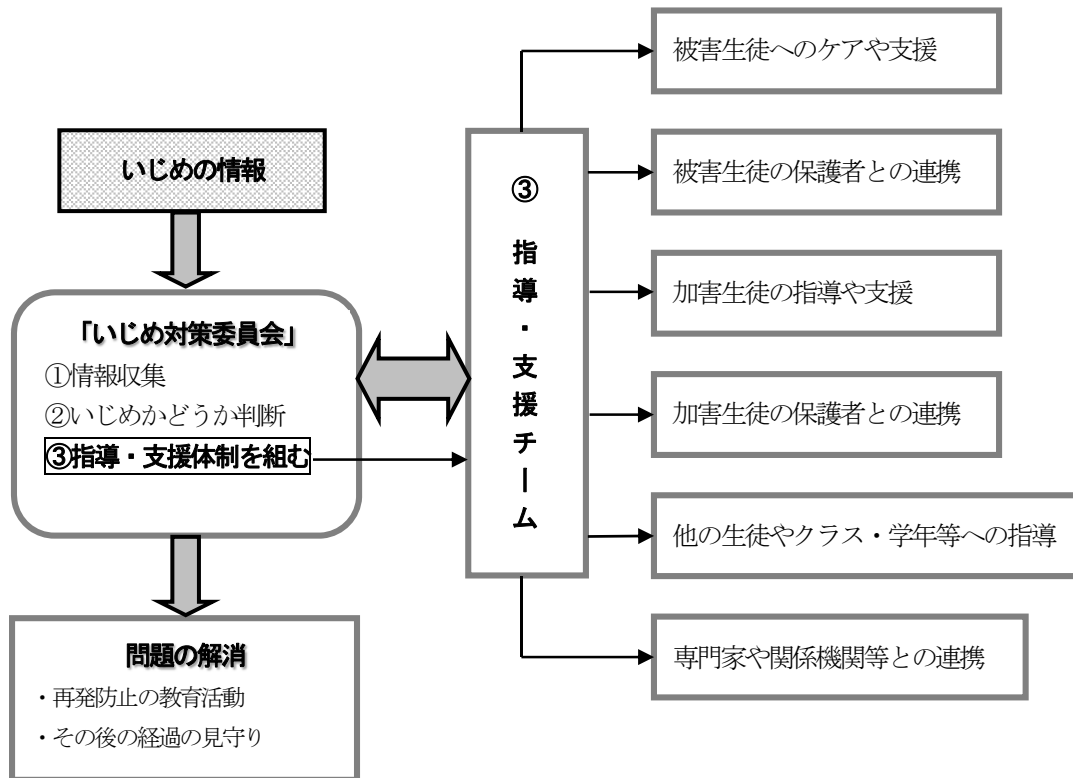 いじめの情報
「いじめ対策委員会」
①情報収集
②いじめかどうか判断
③指導・支援体制を組む
問題の解消
・再発防止の教育活動
・その後の経過の見守り
③指導・支援チーム
被害生徒へのケアや支援
被害生徒の保護者との連携
加害生徒の指導や支援
加害生徒の保護者との連携
他の生徒やクラス・学年等への指導
専門家や関係機関等との連携